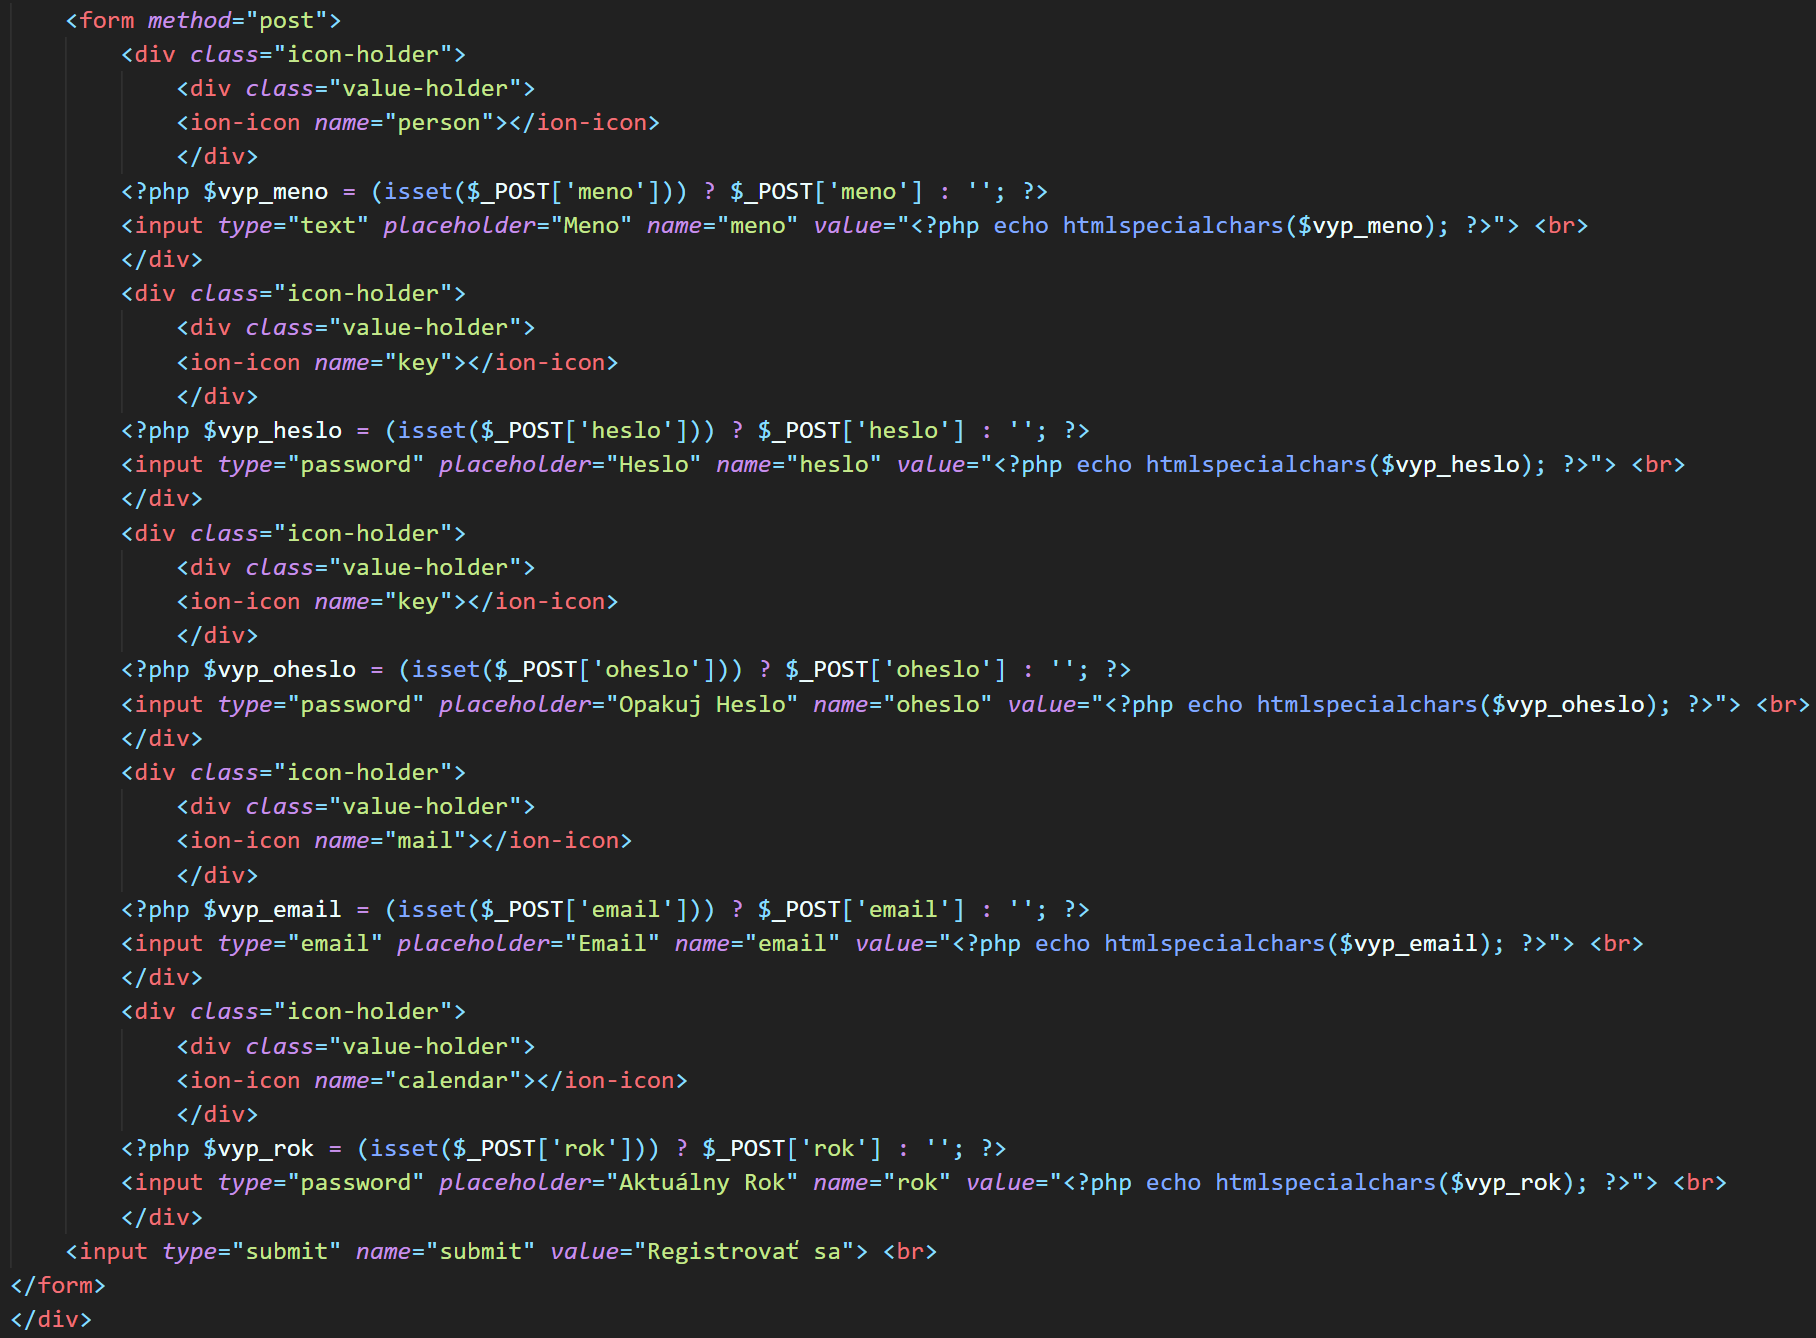 <form method="post">
<div class="icon-holder">
<div class="value-holder">
<ion-icon name="person"></ion-icon>
</div>
<?php $vyp_meno = (isset($_POST['meno'])) ? $_POST['meno'] : ''; ?>
<input type="text" placeholder="Meno" name="meno" value="<?php echo htmlspecialchars($vyp_meno); ?>"> <br>
</div>
<div class="icon-holder">
<div class="value-holder">
<ion-icon name="key"></ion-icon>
</div>
<?php $vyp_heslo = (isset($_POST['heslo'])) ? $_POST['heslo'] : ''; ?>
<input type="password" placeholder="Heslo" name="heslo" value="<?php echo htmlspecialchars($vyp_heslo); ?>"> <br>
</div>
<div class="icon-holder">
<div class="value-holder">
<ion-icon name="key"></ion-icon>
</div>
<?php $vyp_oheslo = (isset($_POST['oheslo'])) ? $_POST['oheslo'] : ''; ?>
<input type="password" placeholder="Opakuj Heslo" name="oheslo" value="<?php echo htmlspecialchars($vyp_oheslo); ?>"> <br>
</div>
<div class="icon-holder">
<div class="value-holder">
<ion-icon name="mail"></ion-icon>
</div>
<?php $vyp_email = (isset($_POST['email'])) ? $_POST['email'] : ''; ?>
<input type="email" placeholder="Email" name="email" value="<?php echo htmlspecialchars($vyp_email); ?>"> <br>
</div>
<div class="icon-holder">
<div class="value-holder">
<ion-icon name="calendar"></ion-icon>
</div>
<?php $vyp_rok = (isset($_POST['rok'])) ? $_POST['rok'] : ''; ?>
<input type="password" placeholder="Aktuálny Rok" name="rok" value="<?php echo htmlspecialchars($vyp_rok); ?>"> <br>
</div>
<input type="submit" name="submit" value="Registrovať sa"> <br>
</form>
</div>